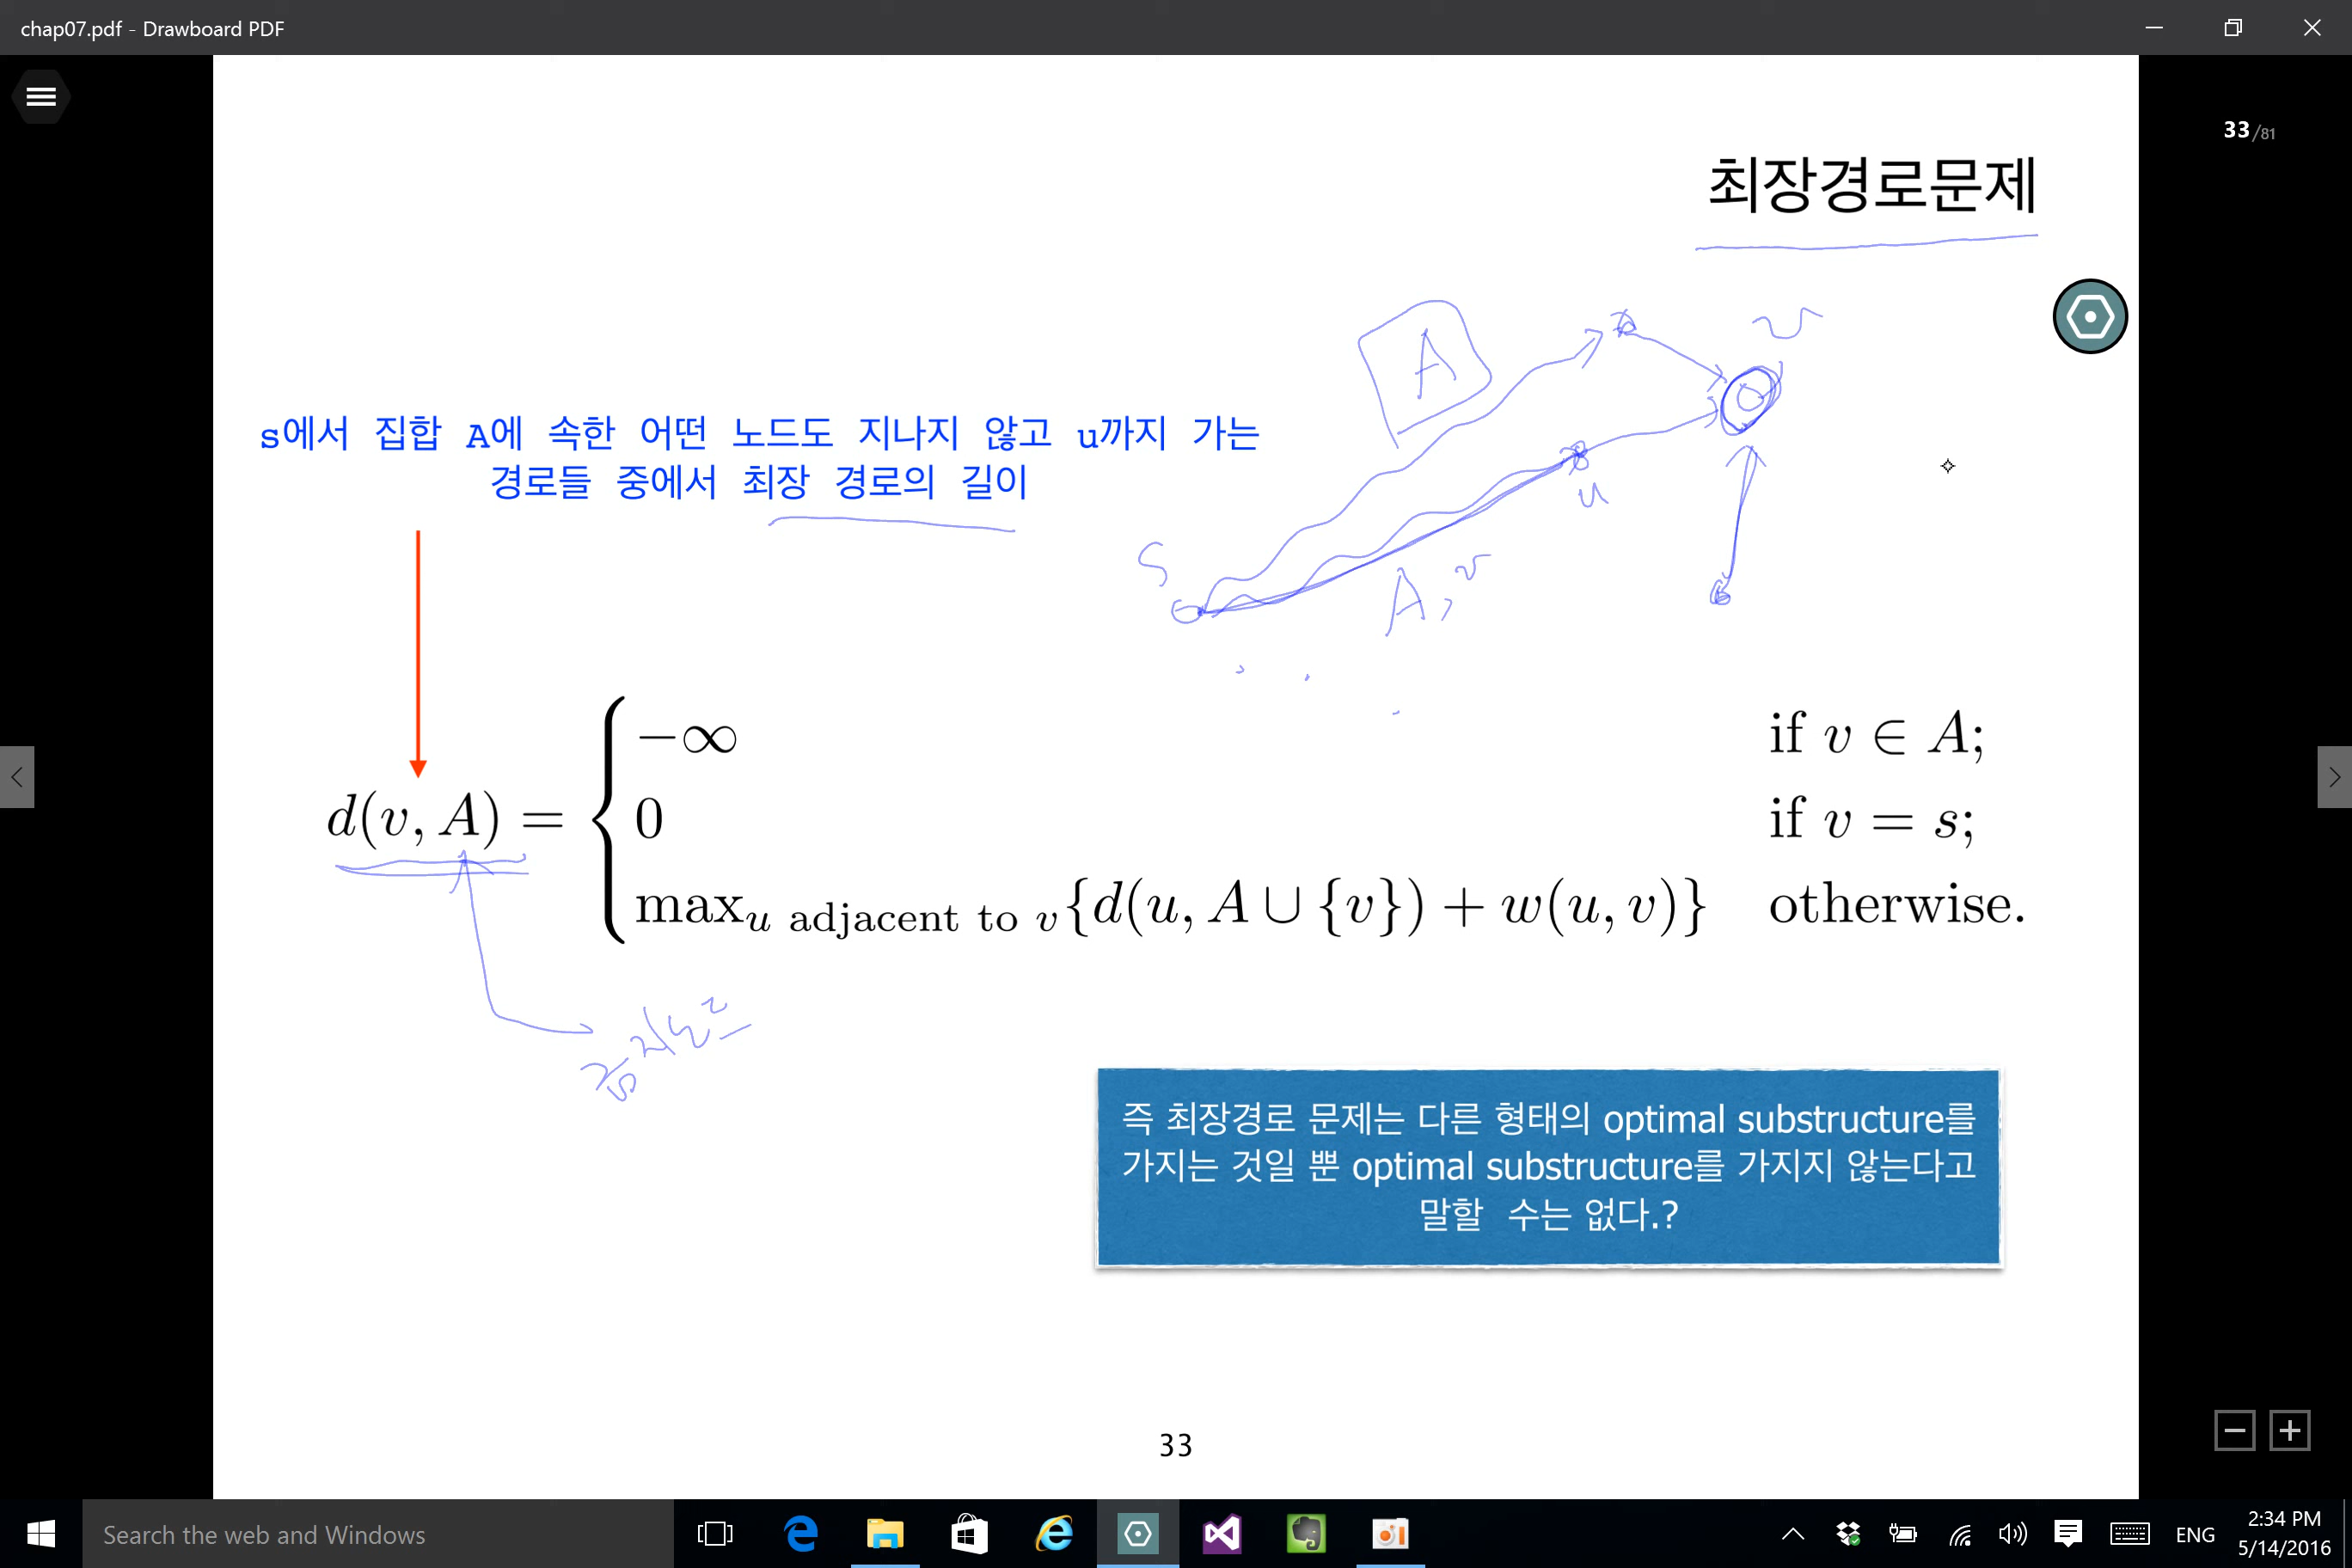 chap07.pdf - Drawboard PDF
33/81
최장경로문제
A
v
s에서 집합 A에 속한 어떤 노드도 지나지 않고 u까지 가는
경로들 중에서 최장 경로의 길이
u
S
A, v
d(v, A) =
−∞ if v ∈ A;
0 if v = s;
max_{u adjacent to v}{d(u, A ∪ {v}) + w(u, v)} otherwise.
즉 최장경로 문제는 다른 형태의 optimal substructure를
가지는 것일 뿐 optimal substructure를 가지지 않는다고
말할 수는 없다.?
33
Search the web and Windows
ENG
2:34 PM
5/14/2016